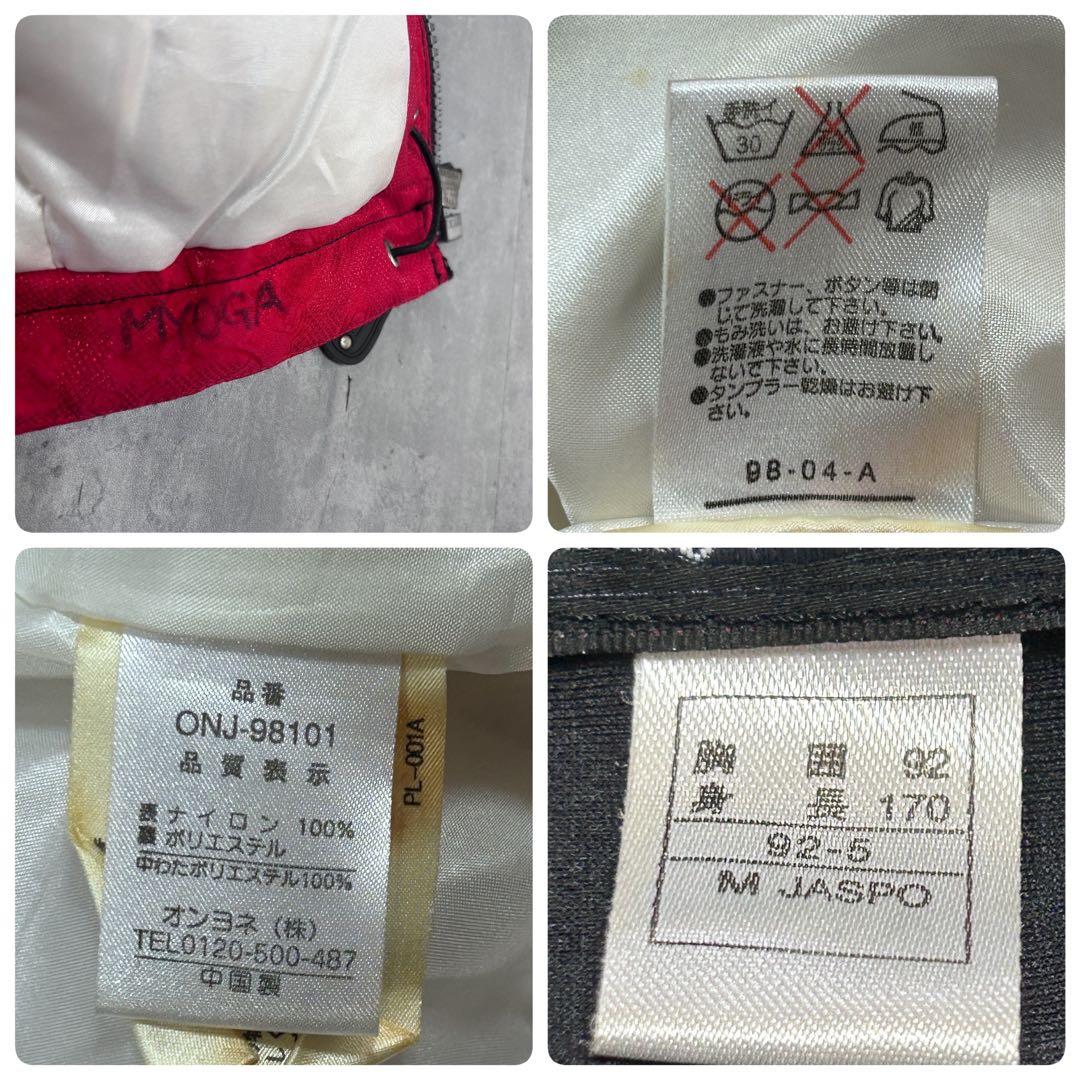 MYOGA
手洗イ
30
低
●ファスナー、ボタン等は閉
じて洗濯して下さい。
●もみ洗いは、お避け下さい。
●洗濯液や水に長時間放置し
ないで下さい。
●タンブラー乾燥はお避け下
さい。
98-04-A
品番
ONJ-98101
品質表示
表 ナイロン 100%
裏 ポリエステル
中わたポリエステル100%
オンヨネ(株)
TEL0120-500-487
中国製
PL-001A
胸囲 92
身長 170
92-5
M JASPO